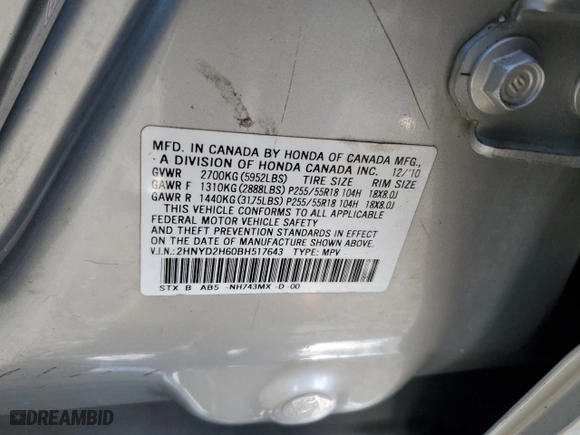 MFD. IN CANADA BY HONDA OF CANADA MFG.,
A DIVISION OF HONDA CANADA INC. 12/'10
GVWR 2700KG (5952LBS) TIRE SIZE RIM SIZE
GAWR F 1310KG (2888LBS) P255/55R18 104H 18X8.0J
GAWR R 1440KG (3175LBS) P255/55R18 104H 18X8.0J
THIS VEHICLE CONFORMS TO ALL APPLICABLE
FEDERAL MOTOR VEHICLE SAFETY
AND THEFT PREVENTION STANDARDS IN EFFECT
ON THE DATE OF MANUFACTURE SHOWN ABOVE.
V.I.N.: 2HNYD2H60BH517643 TYPE: MPV
STX B AB5 -NH743MX -D -00
DREAMBID